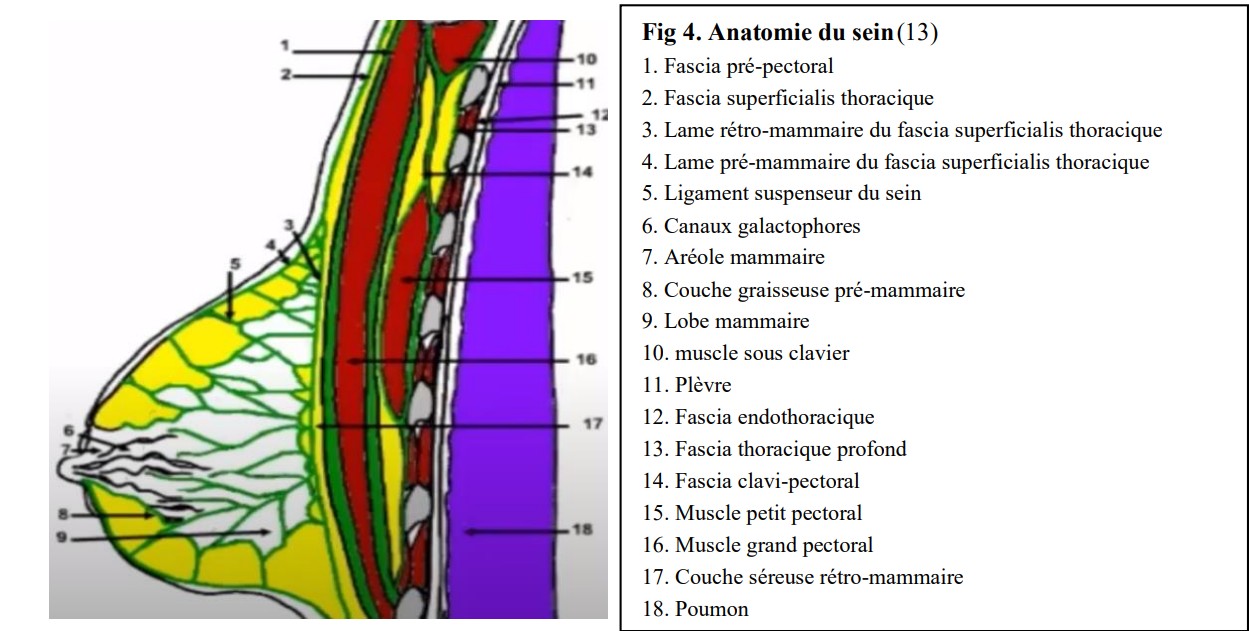 1
2
3
4
5
6
7
8
9
10
11
12
13
14
15
16
17
18
Fig 4. Anatomie du sein (13)
1. Fascia pré-pectoral
2. Fascia superficialis thoracique
3. Lame rétro-mammaire du fascia superficialis thoracique
4. Lame pré-mammaire du fascia superficialis thoracique
5. Ligament suspenseur du sein
6. Canaux galactophores
7. Aréole mammaire
8. Couche graisseuse pré-mammaire
9. Lobe mammaire
10. muscle sous clavier
11. Plèvre
12. Fascia endothoracique
13. Fascia thoracique profond
14. Fascia clavi-pectoral
15. Muscle petit pectoral
16. Muscle grand pectoral
17. Couche séreuse rétro-mammaire
18. Poumon